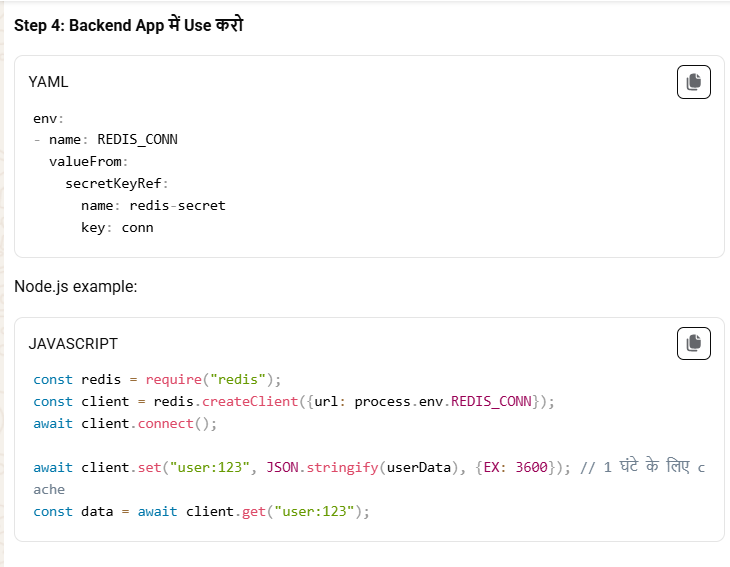 Step 4: Backend App में Use करो
YAML
env:
- name: REDIS_CONN
  valueFrom:
    secretKeyRef:
      name: redis-secret
      key: conn
Node.js example:
JAVASCRIPT
const redis = require("redis");
const client = redis.createClient({url: process.env.REDIS_CONN});
await client.connect();

await client.set("user:123", JSON.stringify(userData), {EX: 3600}); // 1 घंटे के लिए c
ache
const data = await client.get("user:123");